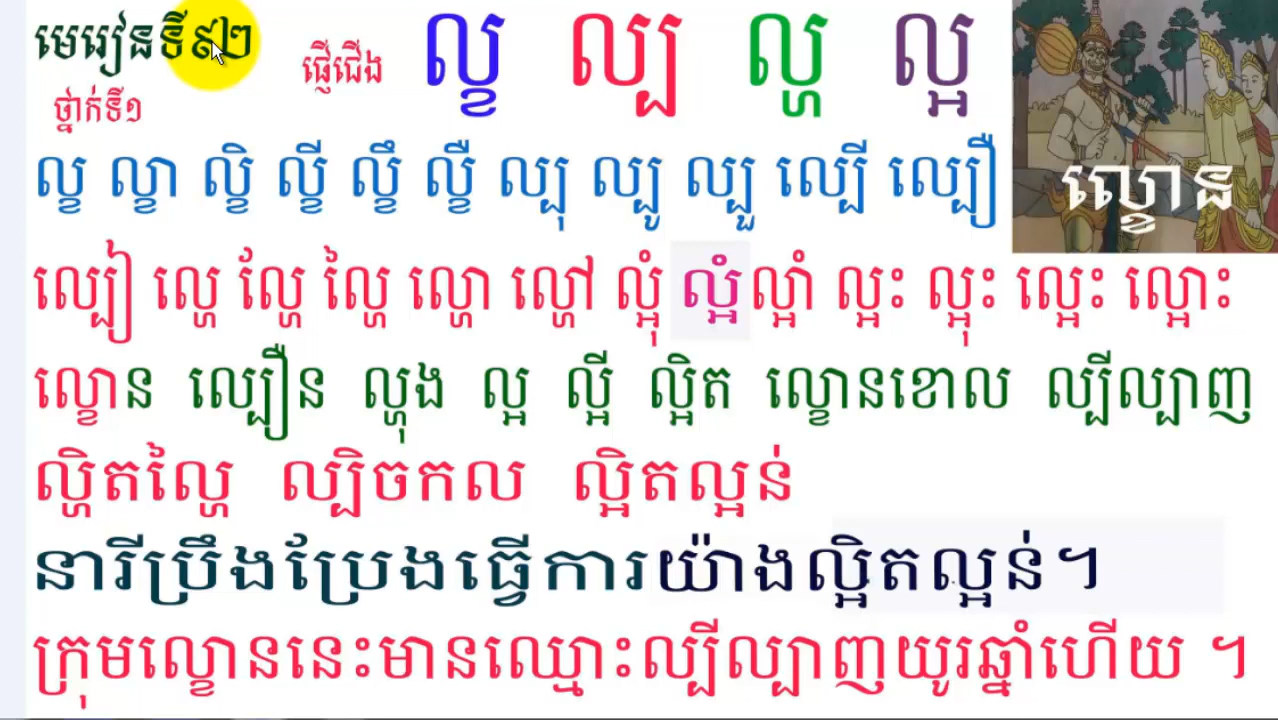 មេរៀនទី៩២
ផ្ញើជើង ល្ខ ល្ប ល្ហ ល្អ
ថ្នាក់ទី១
ល្ខ ល្ខា ល្ខិ ល្ខី ល្ខឹ ល្ខឺ ល្បុ ល្បូ ល្បួ ល្បើ ល្បឿ
ល្ខោន
ល្បៀ ល្ហេ ល្ហែ ល្ហៃ ល្ហោ ល្ហៅ ល្អុំ ល្អំ ល្អាំ ល្អះ ល្អុះ ល្អេះ ល្អោះ
ល្ខោន ល្បឿន ល្ហុង ល្អ ល្អី ល្អិត ល្ខោនខោល ល្បីល្បាញ
ល្ហិតល្ហៃ ល្បិចកល ល្អិតល្អន់
នារីប្រឹងប្រែងធ្វើការយ៉ាងល្អិតល្អន់។
ក្រុមល្ខោននេះមានឈ្មោះល្បីល្បាញយូរឆ្នាំហើយ ។